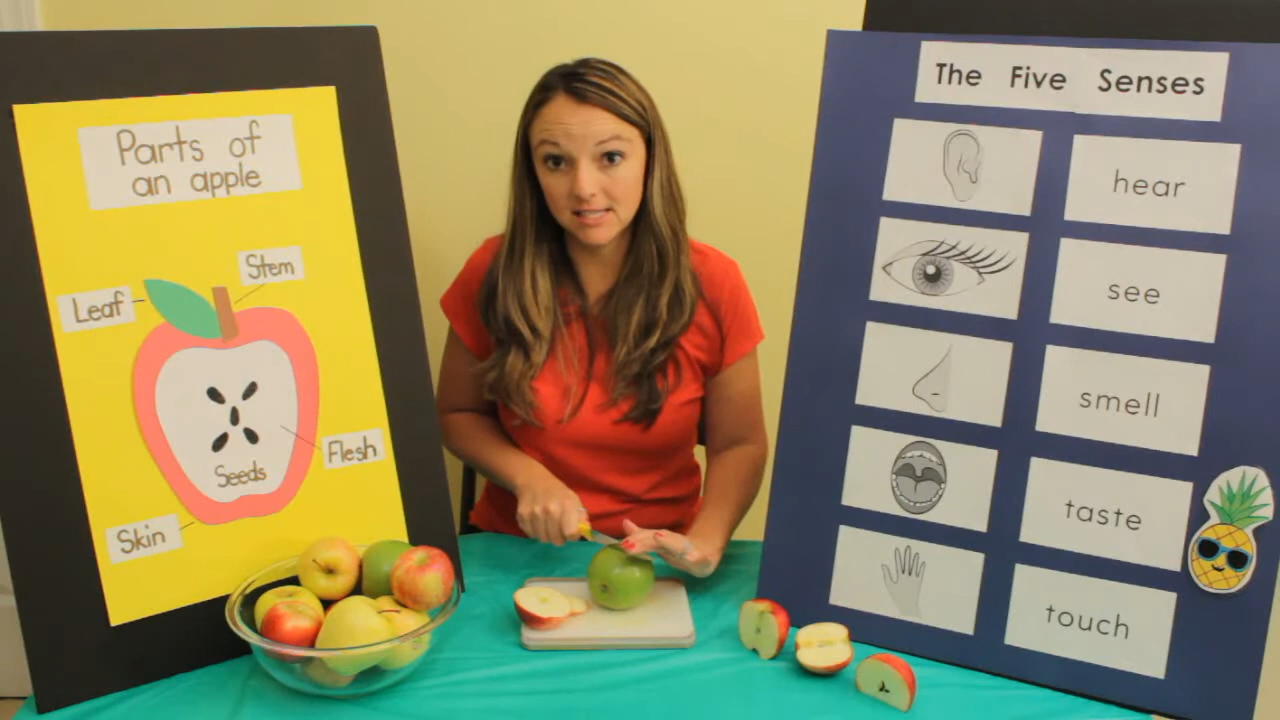 Parts of
an apple
Stem
Leaf
Flesh
Seeds
Skin
The Five Senses
hear
see
smell
taste
touch